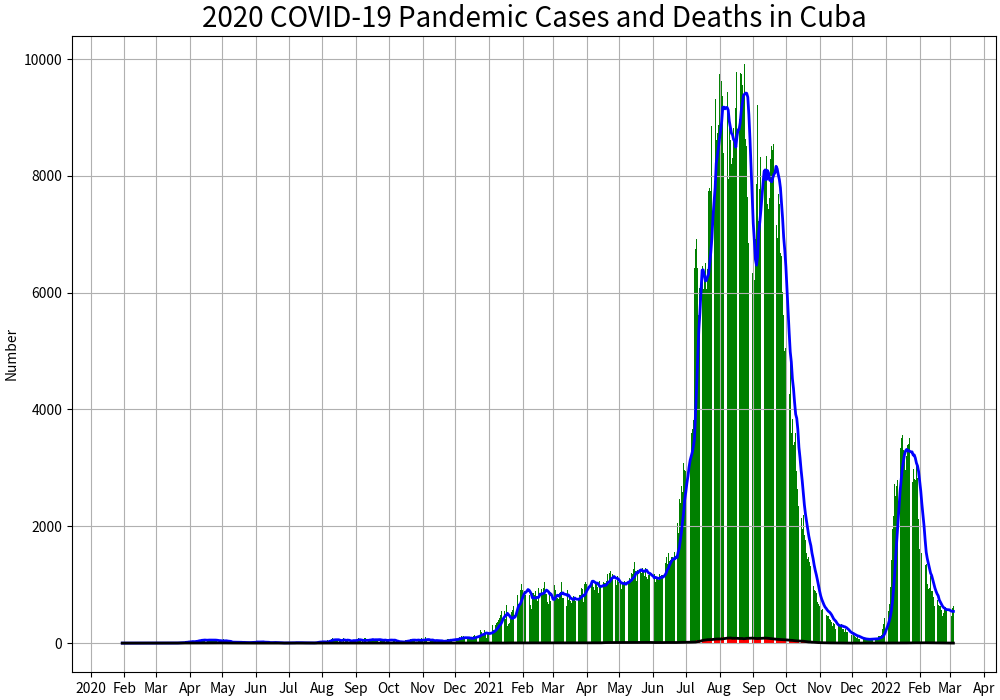 2020 COVID-19 Pandemic Cases and Deaths in Cuba
10000
8000
6000
4000
2000
0
Number
2020 Feb Mar Apr May Jun Jul Aug Sep Oct Nov Dec 2021 Feb Mar Apr May Jun Jul Aug Sep Oct Nov Dec 2022 Feb Mar Apr